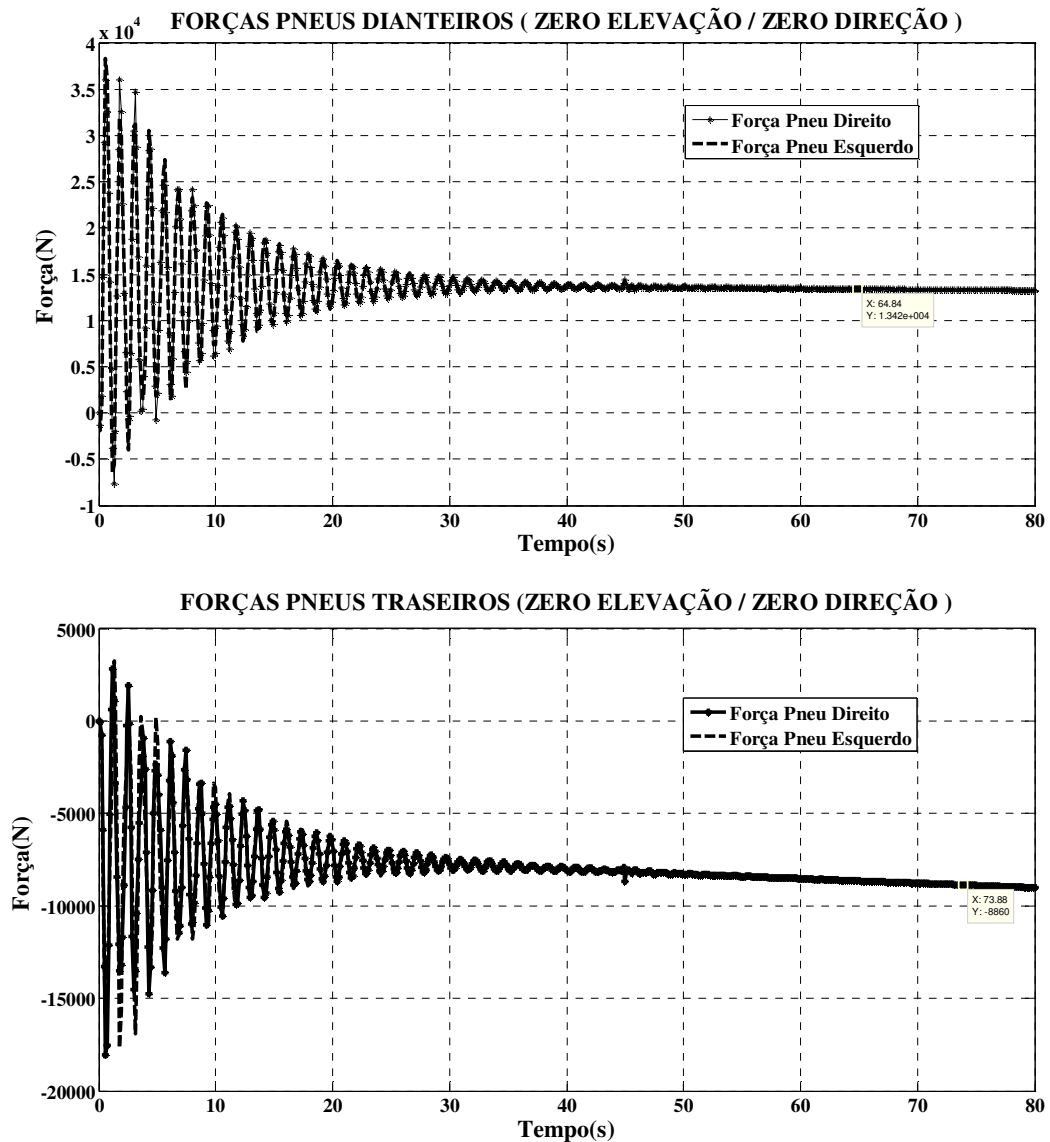 FORÇAS PNEUS DIANTEIROS ( ZERO ELEVAÇÃO / ZERO DIREÇÃO )
x 10⁴
4
3.5
3
2.5
2
1.5
1
0.5
0
-0.5
-1
Força(N)
Força Pneu Direito
Força Pneu Esquerdo
X: 64.84
Y: 1.342e+004
0 10 20 30 40 50 60 70 80
Tempo(s)
FORÇAS PNEUS TRASEIROS (ZERO ELEVAÇÃO / ZERO DIREÇÃO )
5000
0
-5000
-10000
-15000
-20000
Força(N)
Força Pneu Direito
Força Pneu Esquerdo
X: 73.88
Y: -8860
0 10 20 30 40 50 60 70 80
Tempo(s)